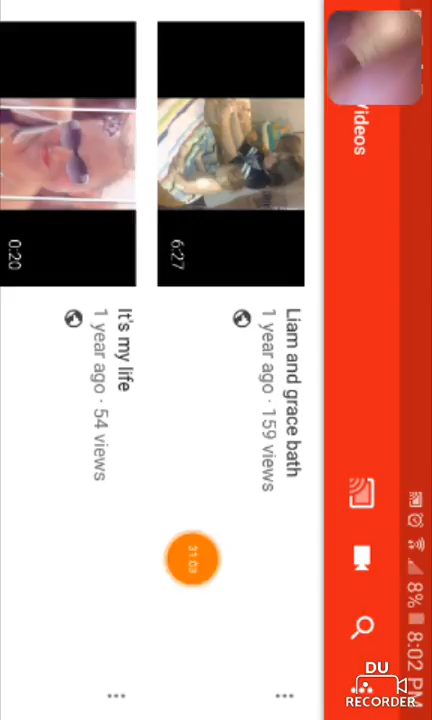 8% 8:02 PM
Videos
6:27
Liam and grace bath
1 year ago · 159 views
0:20
It's my life
1 year ago · 54 views
31:03
DU
RECORDER